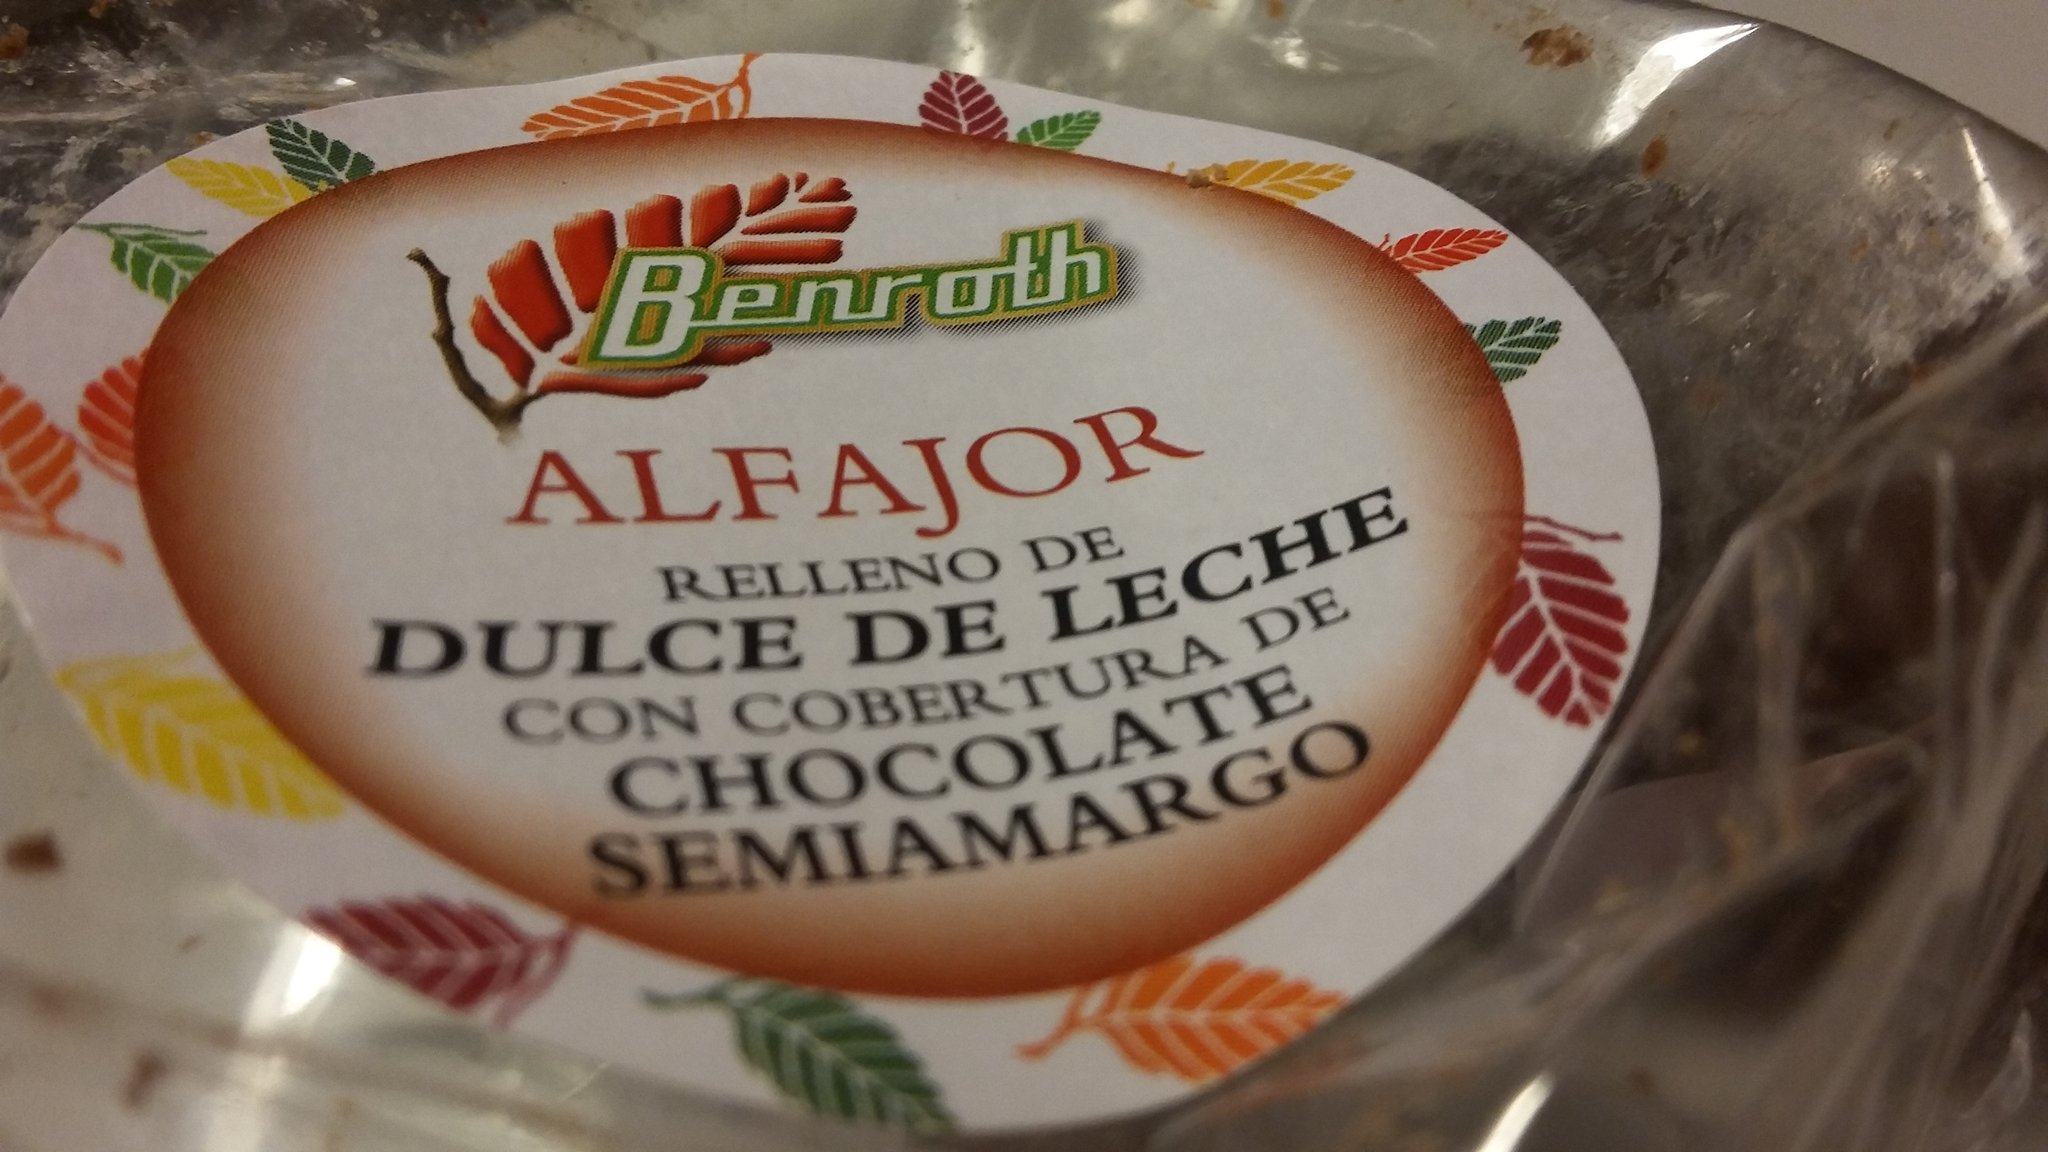 Benroth
ALFAJOR
RELLENO DE
DULCE DE LECHE
CON COBERTURA DE
CHOCOLATE
SEMIAMARGO